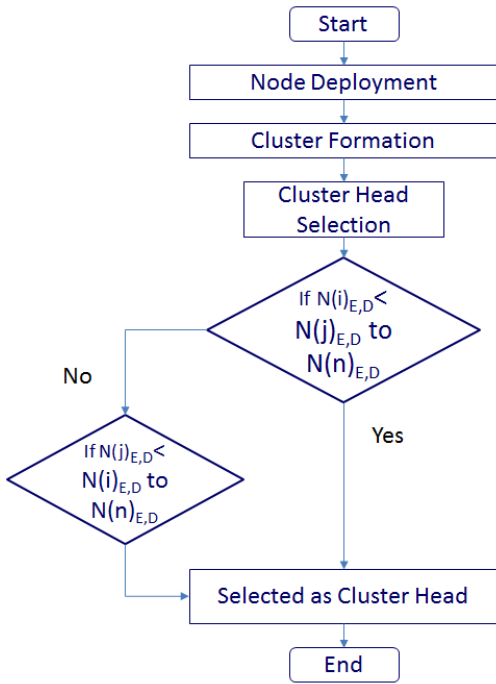 Start
Node Deployment
Cluster Formation
Cluster Head
Selection
If N(i)E,D<
N(j)E,D to
N(n)E,D
No
Yes
If N(j)E,D<
N(i)E,D to
N(n)E,D
Selected as Cluster Head
End